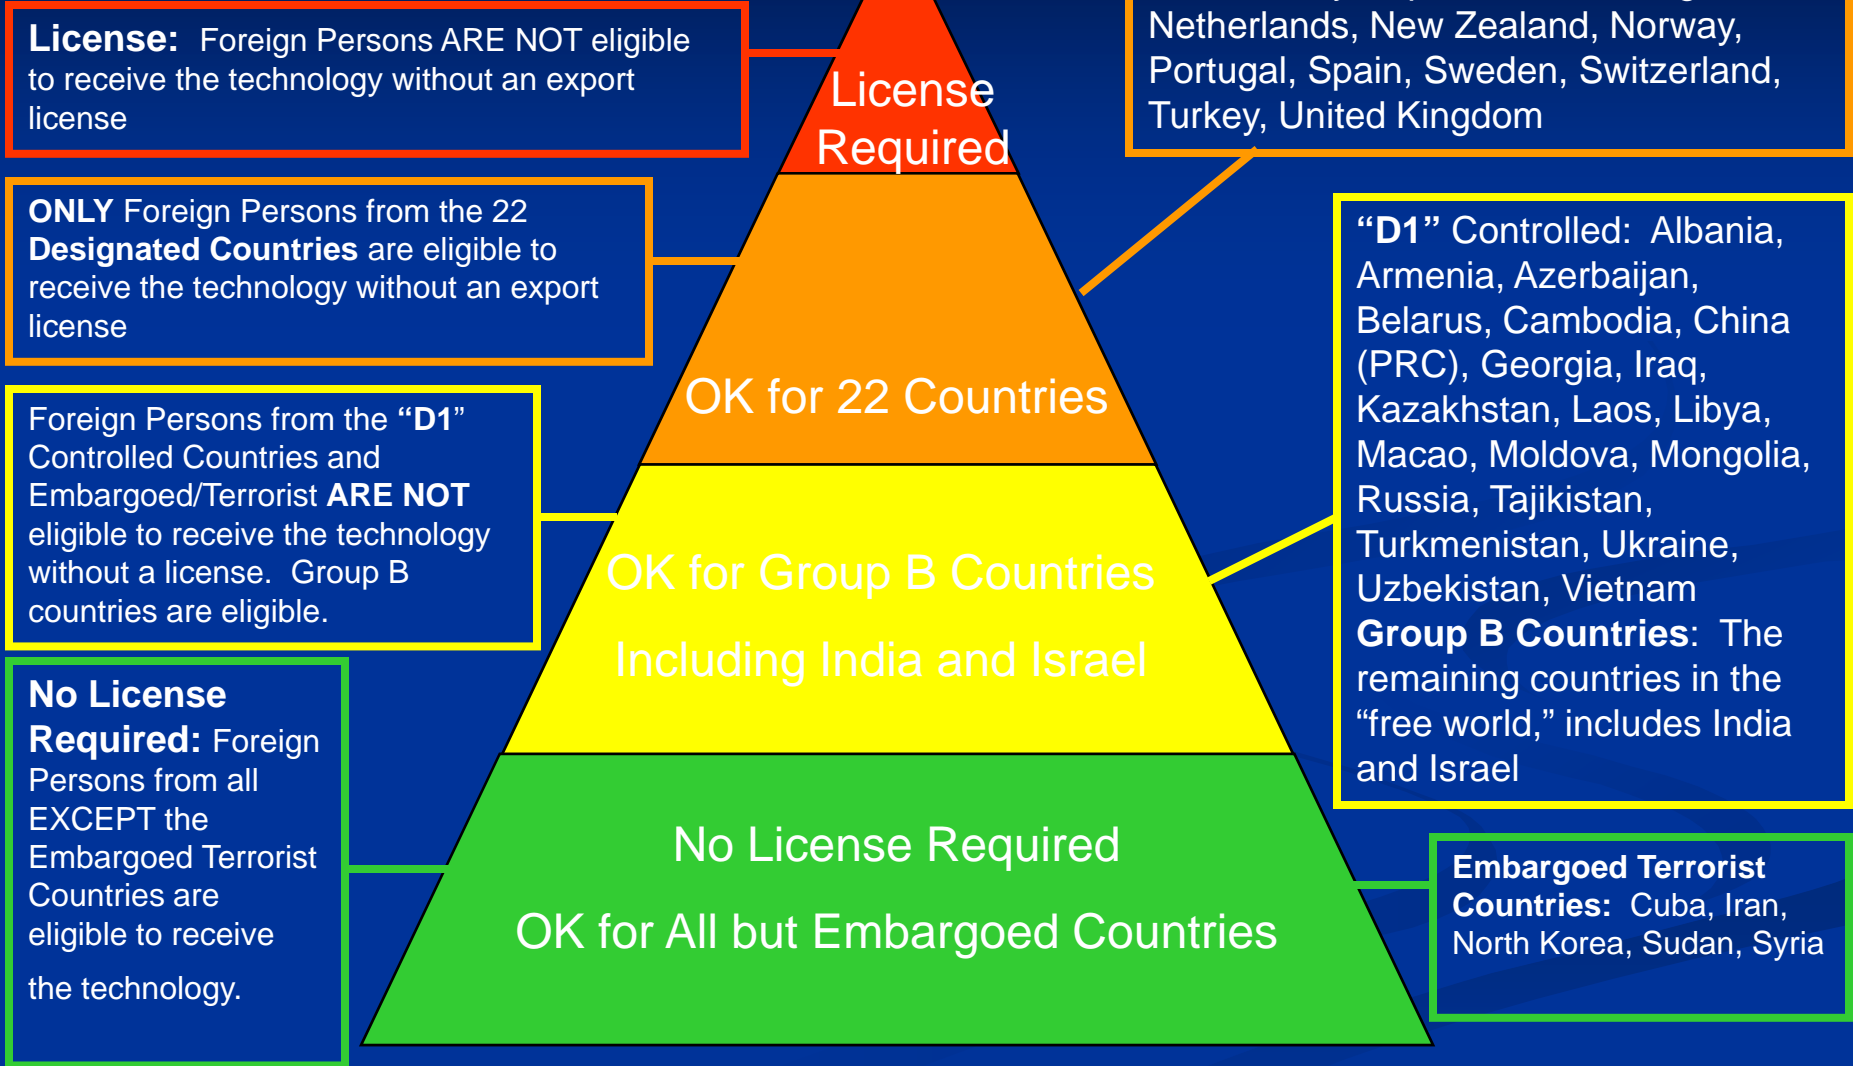 License: Foreign Persons ARE NOT eligible
to receive the technology without an export
license
License
Required
Netherlands, New Zealand, Norway,
Portugal, Spain, Sweden, Switzerland,
Turkey, United Kingdom
ONLY Foreign Persons from the 22
Designated Countries are eligible to
receive the technology without an export
license
OK for 22 Countries
Foreign Persons from the “D1”
Controlled Countries and
Embargoed/Terrorist ARE NOT
eligible to receive the technology
without a license. Group B
countries are eligible.
OK for Group B Countries
Including India and Israel
“D1” Controlled: Albania,
Armenia, Azerbaijan,
Belarus, Cambodia, China
(PRC), Georgia, Iraq,
Kazakhstan, Laos, Libya,
Macao, Moldova, Mongolia,
Russia, Tajikistan,
Turkmenistan, Ukraine,
Uzbekistan, Vietnam
Group B Countries: The
remaining countries in the
“free world,” includes India
and Israel
No License
Required: Foreign
Persons from all
EXCEPT the
Embargoed Terrorist
Countries are
eligible to receive
the technology.
No License Required
OK for All but Embargoed Countries
Embargoed Terrorist
Countries: Cuba, Iran,
North Korea, Sudan, Syria